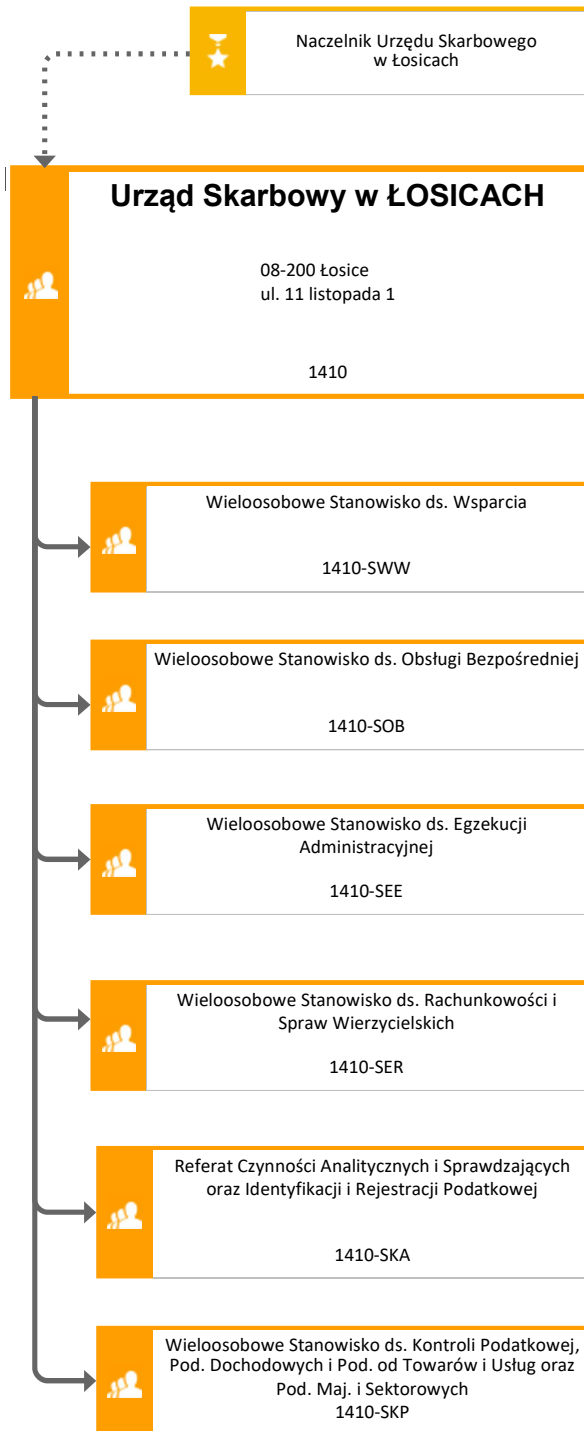 Naczelnik Urzędu Skarbowego
w Łosicach
Urząd Skarbowy w ŁOSICACH
08-200 Łosice
ul. 11 listopada 1
1410
Wieloosobowe Stanowisko ds. Wsparcia
1410-SWW
Wieloosobowe Stanowisko ds. Obsługi Bezpośredniej
1410-SOB
Wieloosobowe Stanowisko ds. Egzekucji
Administracyjnej
1410-SEE
Wieloosobowe Stanowisko ds. Rachunkowości i
Spraw Wierzycielskich
1410-SER
Referat Czynności Analitycznych i Sprawdzających
oraz Identyfikacji i Rejestracji Podatkowej
1410-SKA
Wieloosobowe Stanowisko ds. Kontroli Podatkowej,
Pod. Dochodowych i Pod. od Towarów i Usług oraz
Pod. Maj. i Sektorowych
1410-SKP